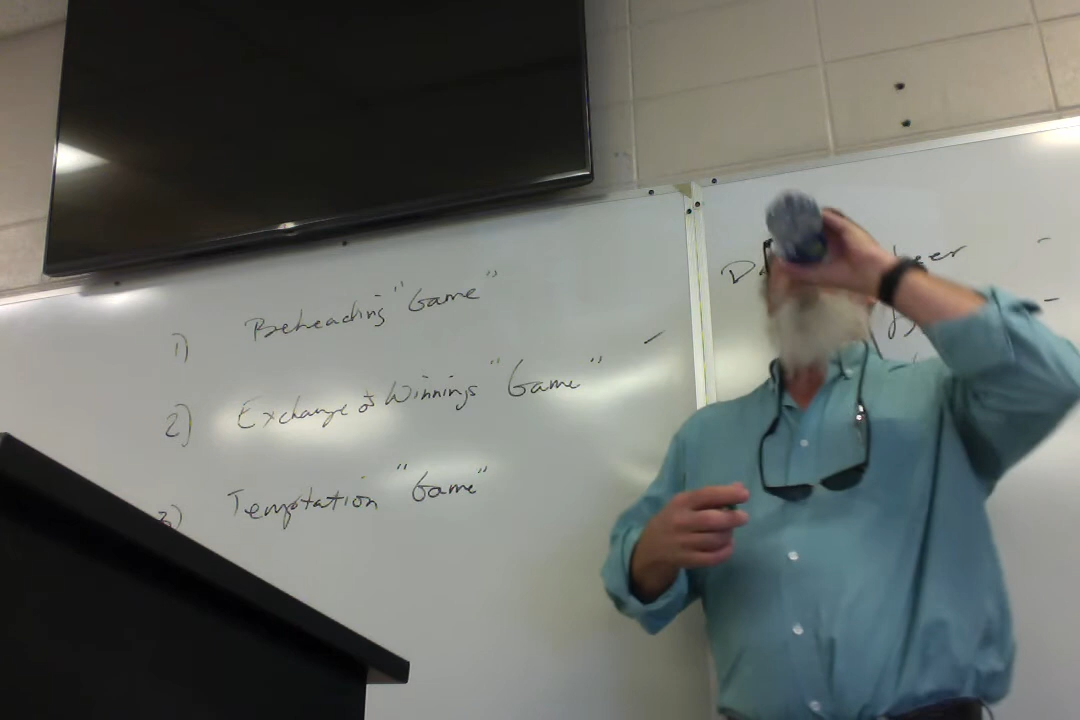 1) Beheading "Game"
2) Exchange of Winnings "Game" -
3) Temptation "Game"